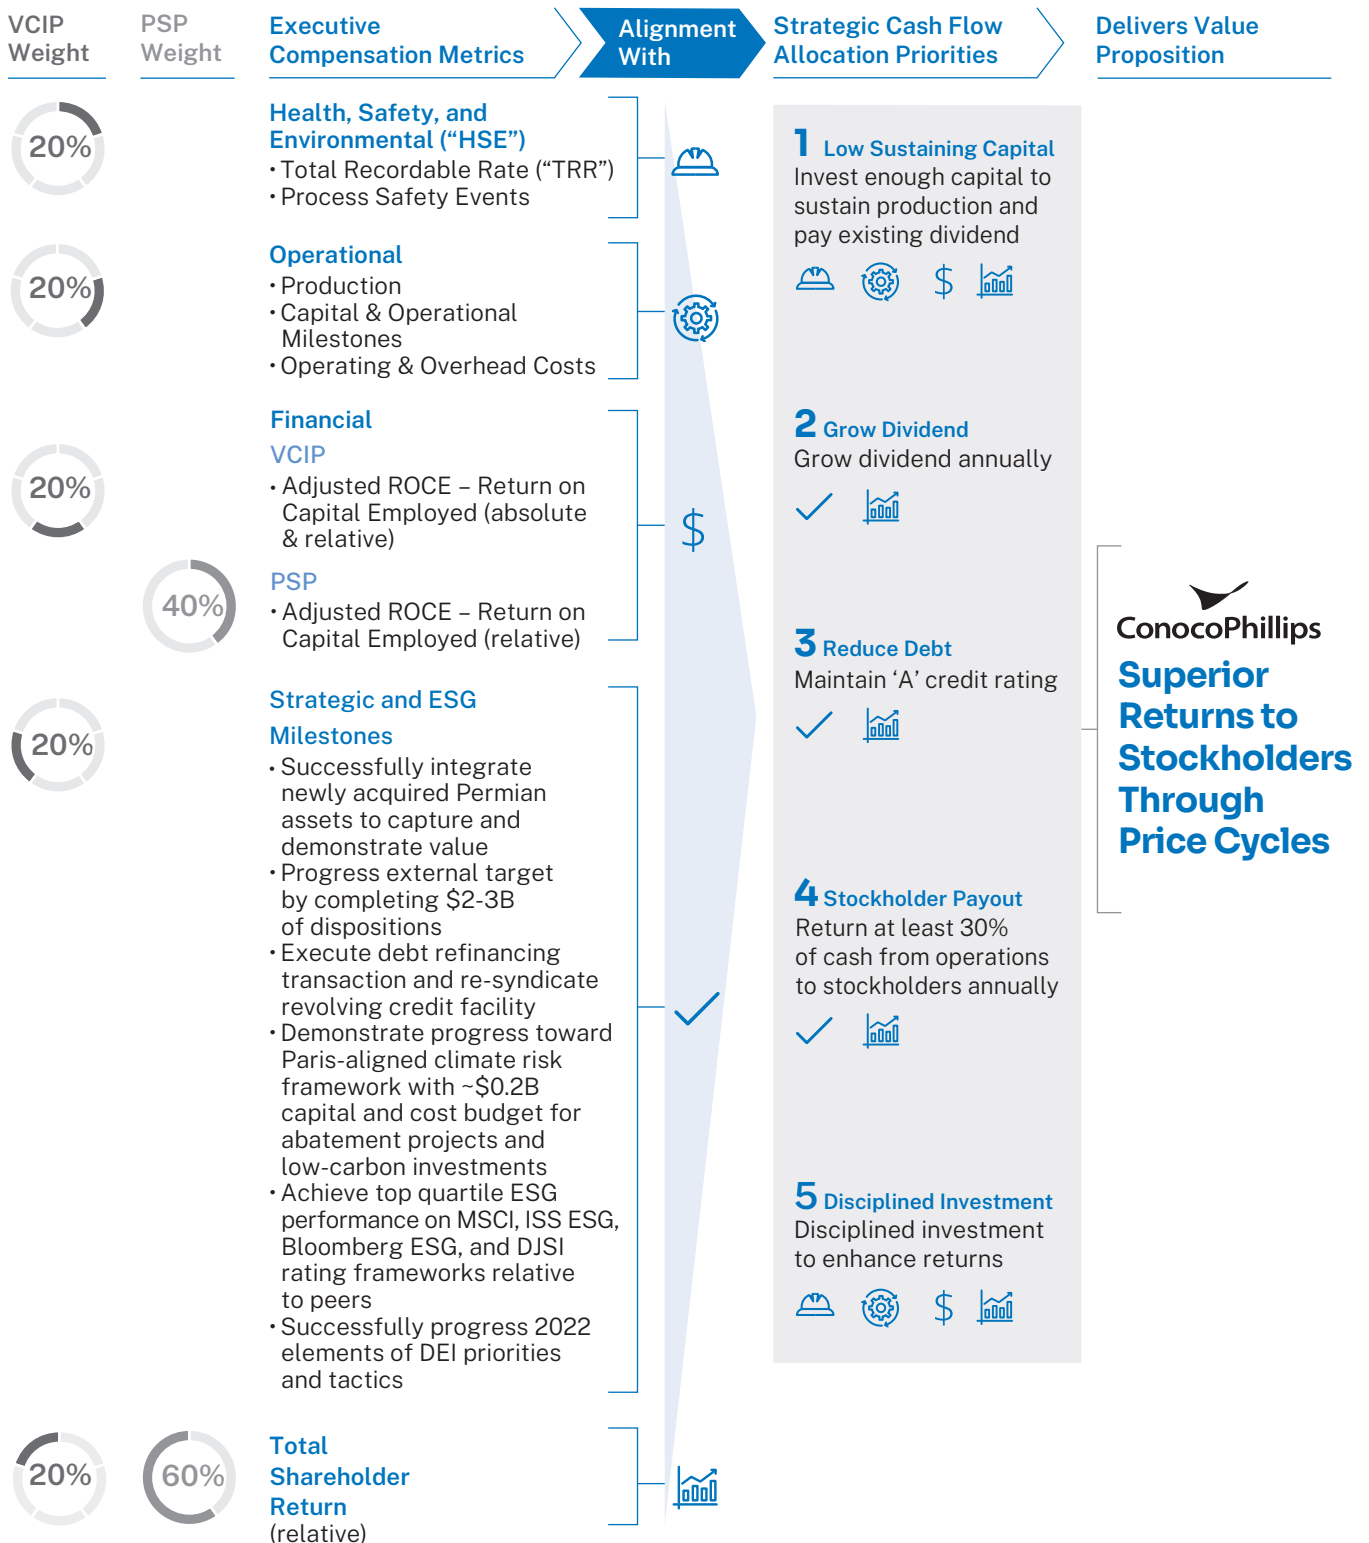 VCIP
Weight
PSP
Weight
Executive
Compensation Metrics
Alignment
With
Strategic Cash Flow
Allocation Priorities
Delivers Value
Proposition
20%
Health, Safety, and
Environmental (“HSE”)
• Total Recordable Rate (“TRR”)
• Process Safety Events
20%
Operational
• Production
• Capital & Operational
Milestones
• Operating & Overhead Costs
20%
Financial
VCIP
• Adjusted ROCE – Return on
Capital Employed (absolute
& relative)
40%
PSP
• Adjusted ROCE – Return on
Capital Employed (relative)
$
20%
Strategic and ESG
Milestones
• Successfully integrate
newly acquired Permian
assets to capture and
demonstrate value
• Progress external target
by completing $2-3B
of dispositions
• Execute debt refinancing
transaction and re-syndicate
revolving credit facility
• Demonstrate progress toward
Paris-aligned climate risk
framework with ~$0.2B
capital and cost budget for
abatement projects and
low-carbon investments
• Achieve top quartile ESG
performance on MSCI, ISS ESG,
Bloomberg ESG, and DJSI
rating frameworks relative
to peers
• Successfully progress 2022
elements of DEI priorities
and tactics
20%
60%
Total
Shareholder
Return
(relative)
1 Low Sustaining Capital
Invest enough capital to
sustain production and
pay existing dividend
$
2 Grow Dividend
Grow dividend annually
3 Reduce Debt
Maintain ‘A’ credit rating
4 Stockholder Payout
Return at least 30%
of cash from operations
to stockholders annually
5 Disciplined Investment
Disciplined investment
to enhance returns
$
ConocoPhillips
Superior
Returns to
Stockholders
Through
Price Cycles